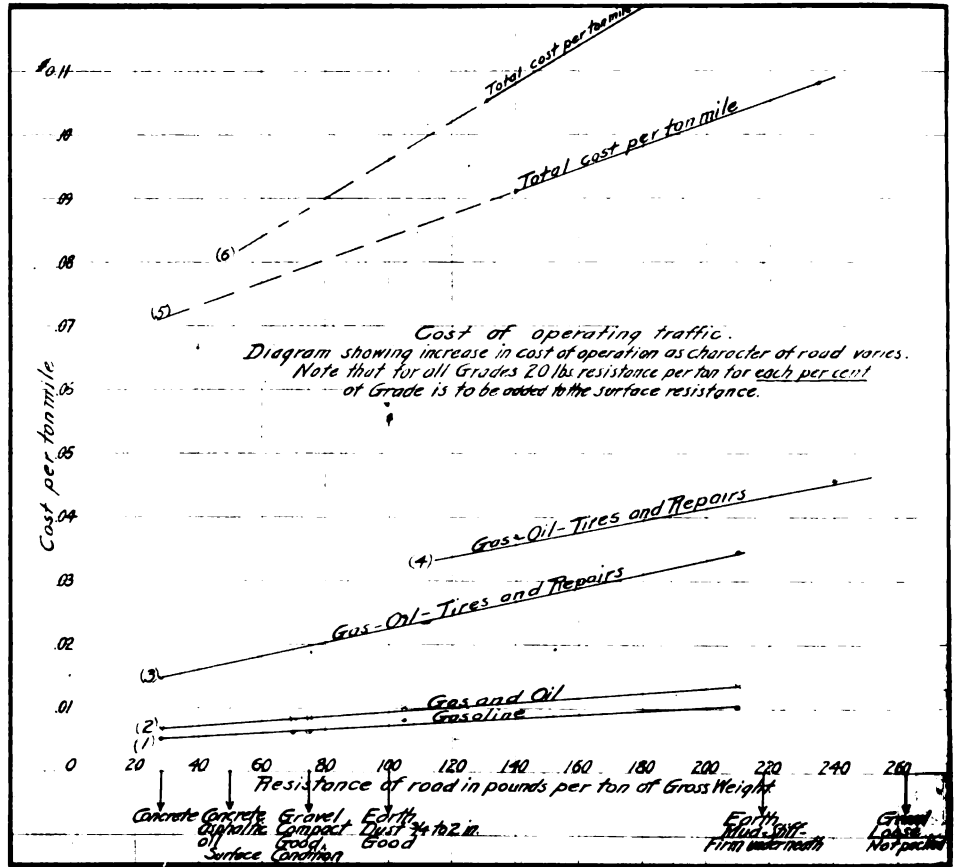 Total cost per ton mile
$0.11
.10
Total cost per ton mile
.09
(6)
.08
(5)
.07
Cost of operating traffic.
Diagram showing increase in cost of operation as character of road varies.
Note that for all Grades 20 lbs resistance per ton for each per cent
of Grade is to be added to the surface resistance.
.06
Cost per ton mile
.05
.04
Gas-Oil-Tires and Repairs
(4)
.03
Gas-Oil-Tires and Repairs
.02
(3)
.01
Gas and Oil
(2)
Gasoline
(1)
0 20 40 60 80 100 120 140 160 180 200 220 240 260
Resistance of road in pounds per ton of Gross Weight
Concrete Concrete Gravel Earth Earth
Asphaltic Compact Dust 3/4 to 2 in. Mud-Stiff- Loose
Oil Good Good Firm underneath Not packed
Surface Condition